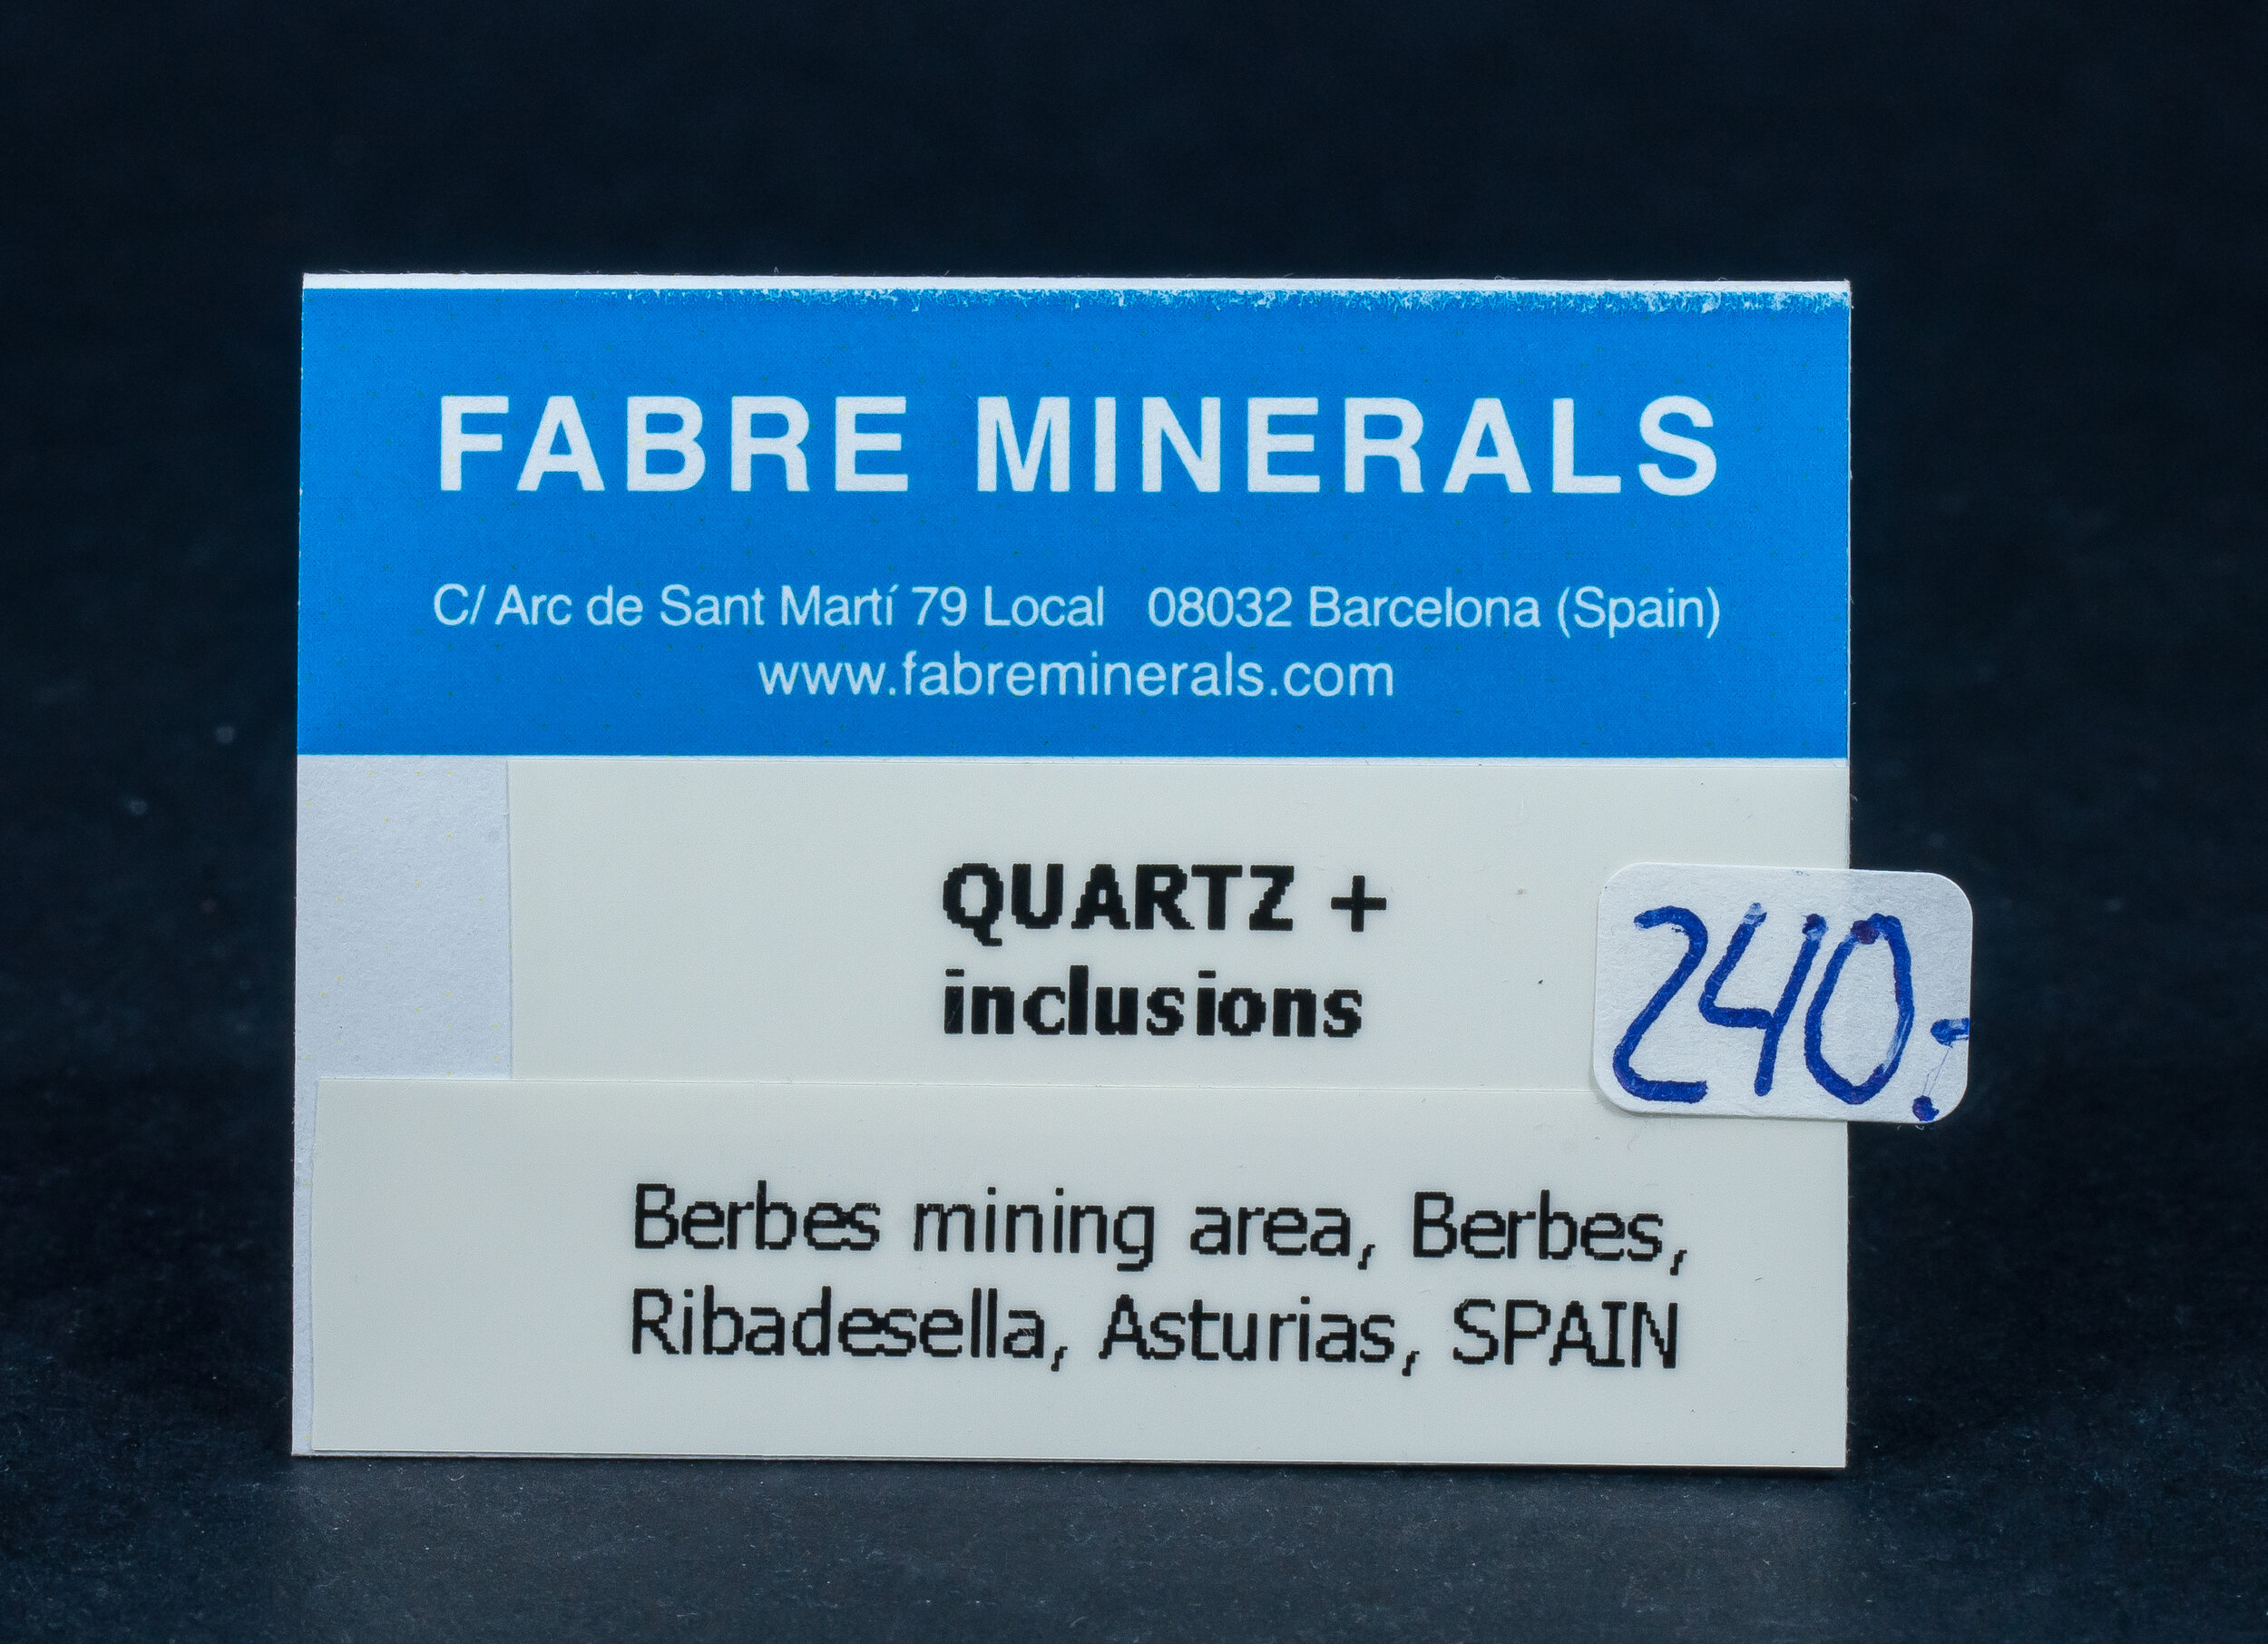 FABRE MINERALS
C/ Arc de Sant Martí 79 Local 08032 Barcelona (Spain)
www.fabreminerals.com
QUARTZ +
inclusions
240.-
Berbes mining area, Berbes,
Ribadesella, Asturias, SPAIN